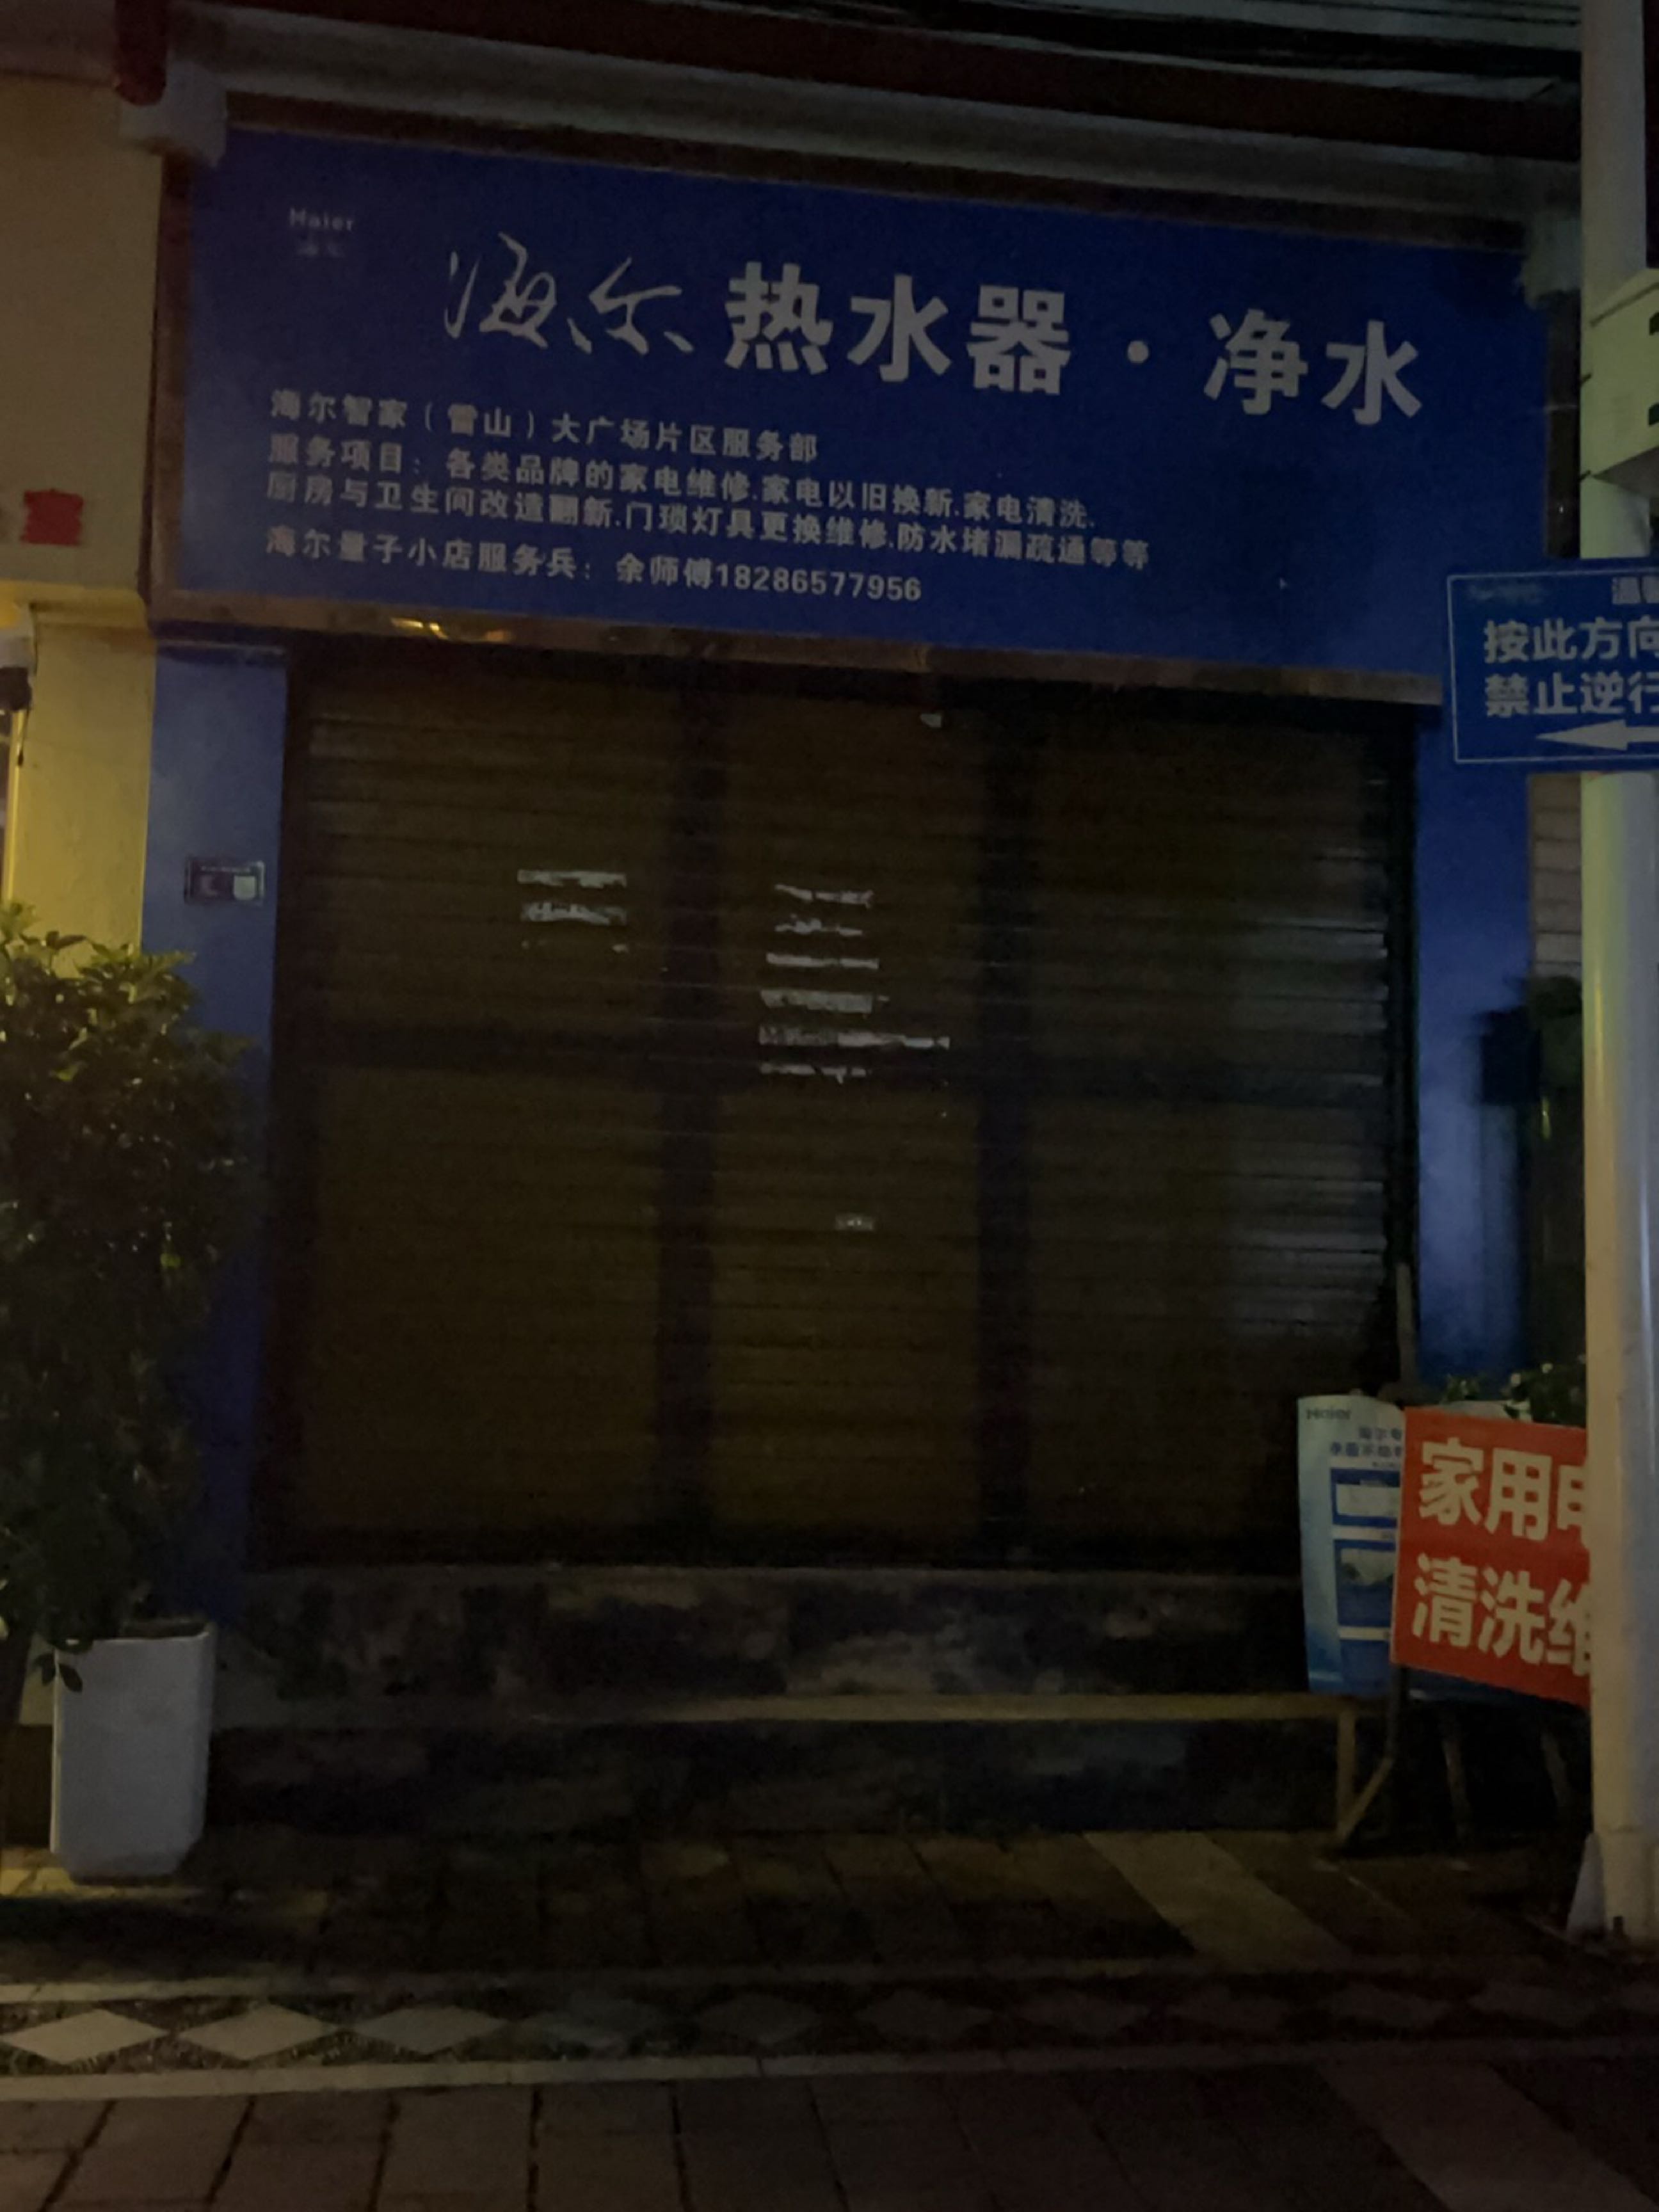 Haier
海尔
海尔 热水器·净水
海尔智家（雷山）大广场片区服务部
服务项目：各类品牌的家电维修.家电以旧换新.家电清洗.
厨房与卫生间改造翻新.门琐灯具更换维修.防水堵漏疏通等等
海尔量子小店服务兵：余师傅18286577956
按此方向
禁止逆行
Haier
家用电
清洗维